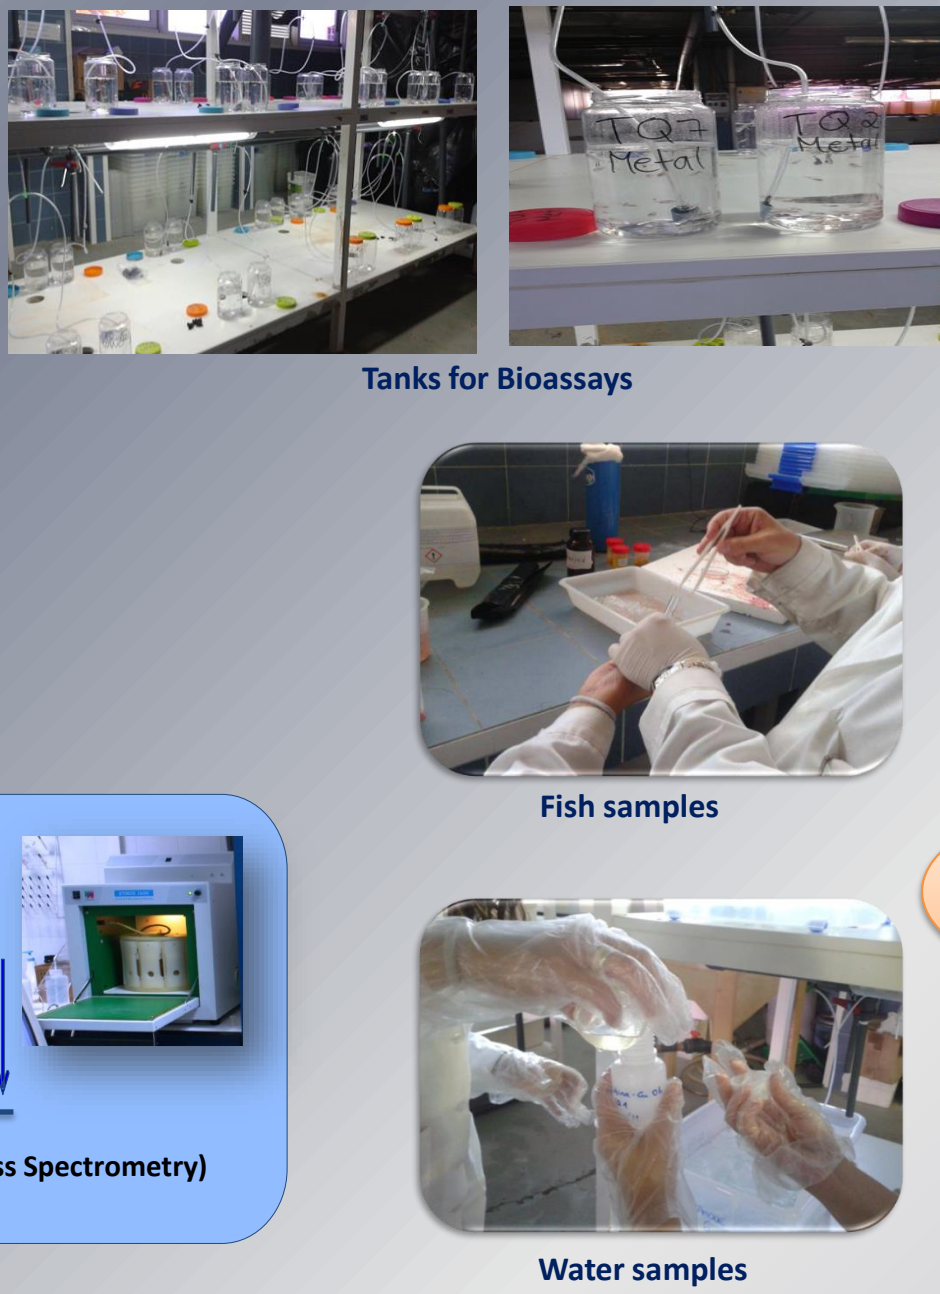 TQ7
Metal
TQ2
Metal
Tanks for Bioassays
Fish samples
ss Spectrometry)
Water samples